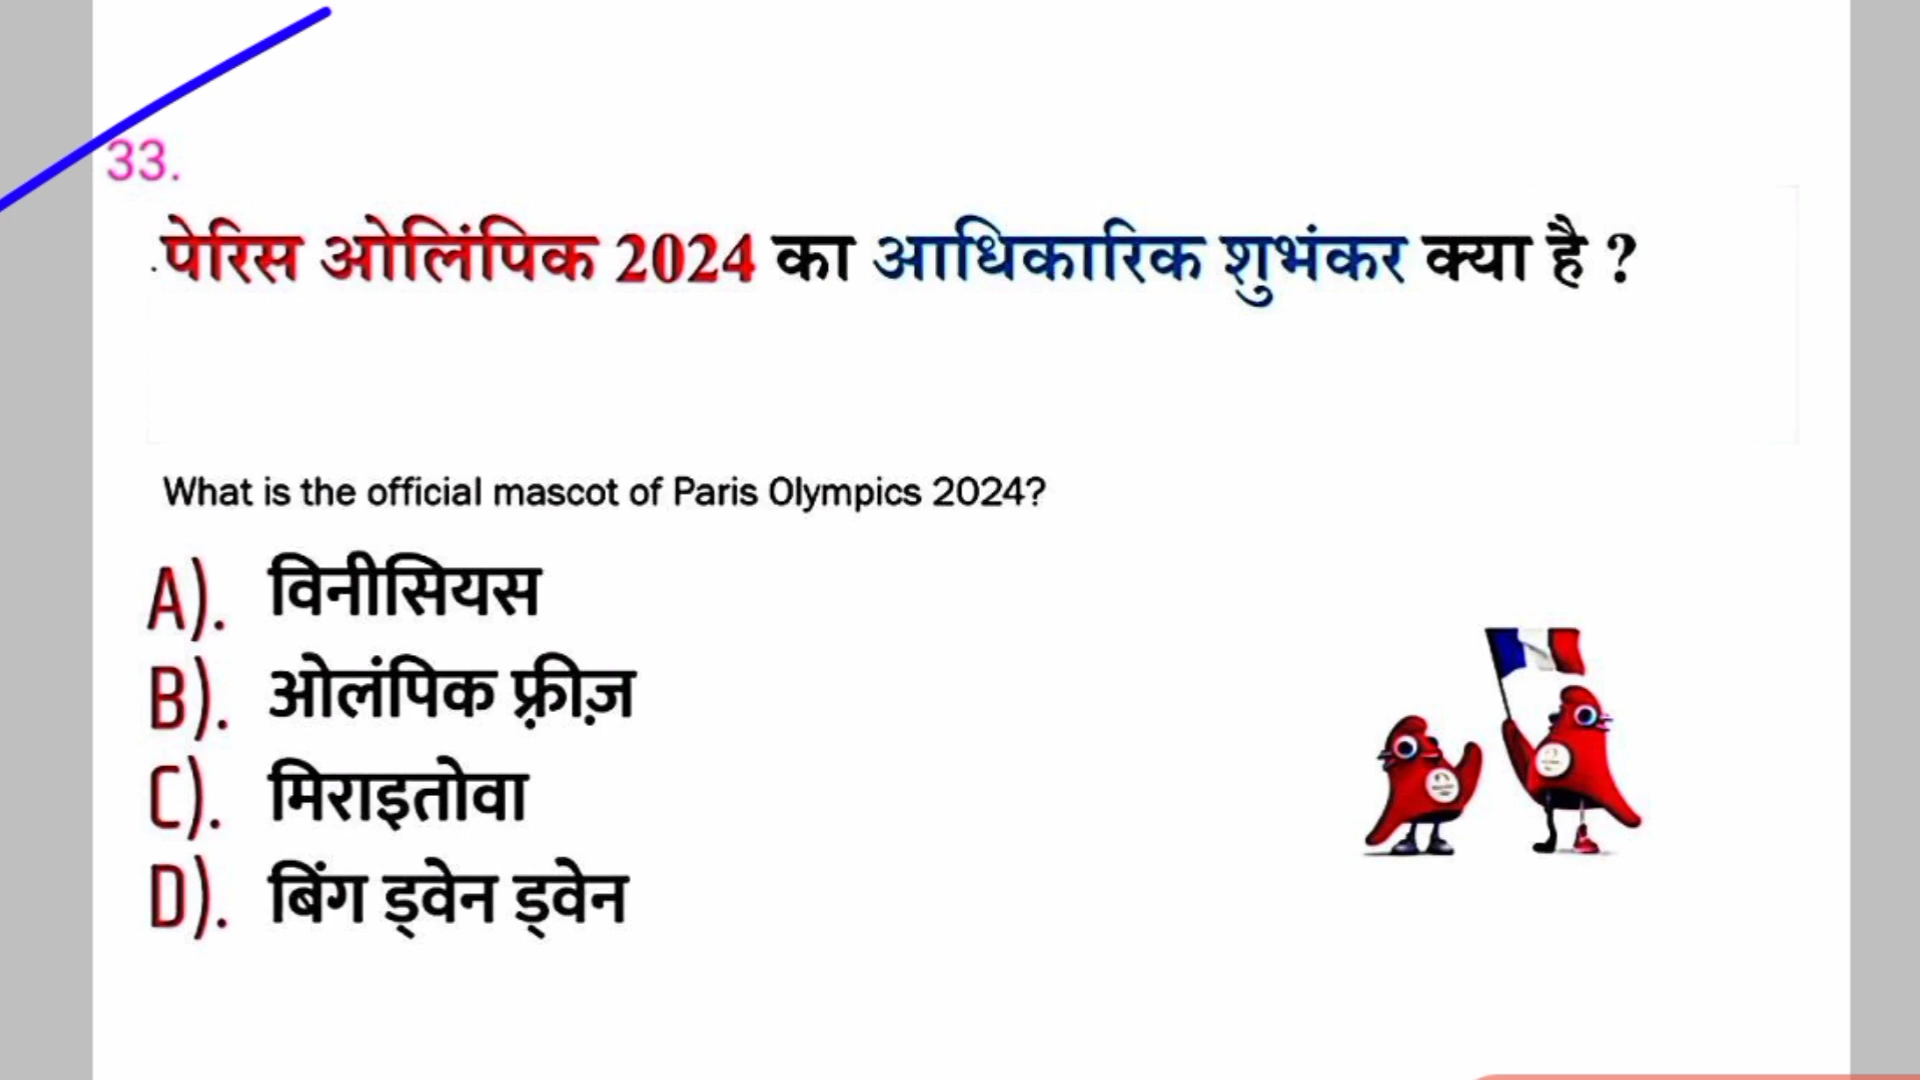 33.
पेरिस ओलिंपिक 2024 का आधिकारिक शुभंकर क्या है ?
What is the official mascot of Paris Olympics 2024?
A). विनीसियस
B). ओलंपिक फ़्रीज़
C). मिराइतोवा
D). बिंग ड्वेन ड्वेन